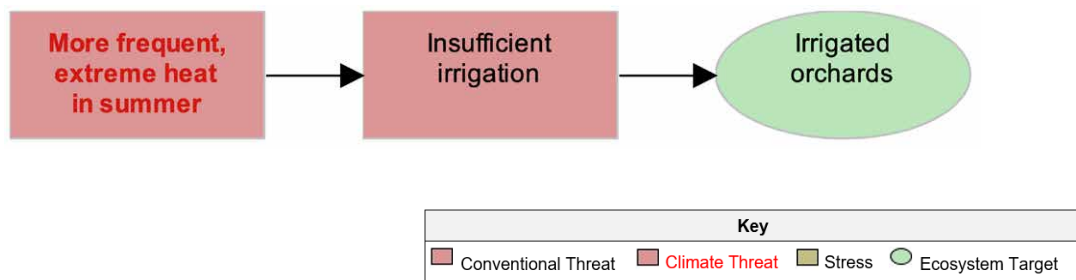 More frequent,
extreme heat
in summer
Insufficient
irrigation
Irrigated
orchards
Key
Conventional Threat
Climate Threat
Stress
Ecosystem Target